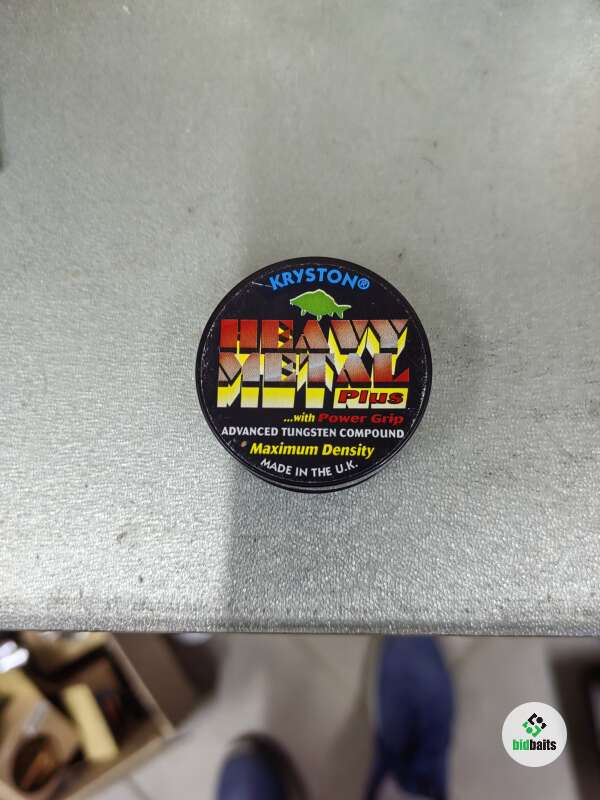 KRYSTON®
HEAVY
METAL
Plus
...with Power Grip
ADVANCED TUNGSTEN COMPOUND
Maximum Density
MADE IN THE U.K.
bidbaits